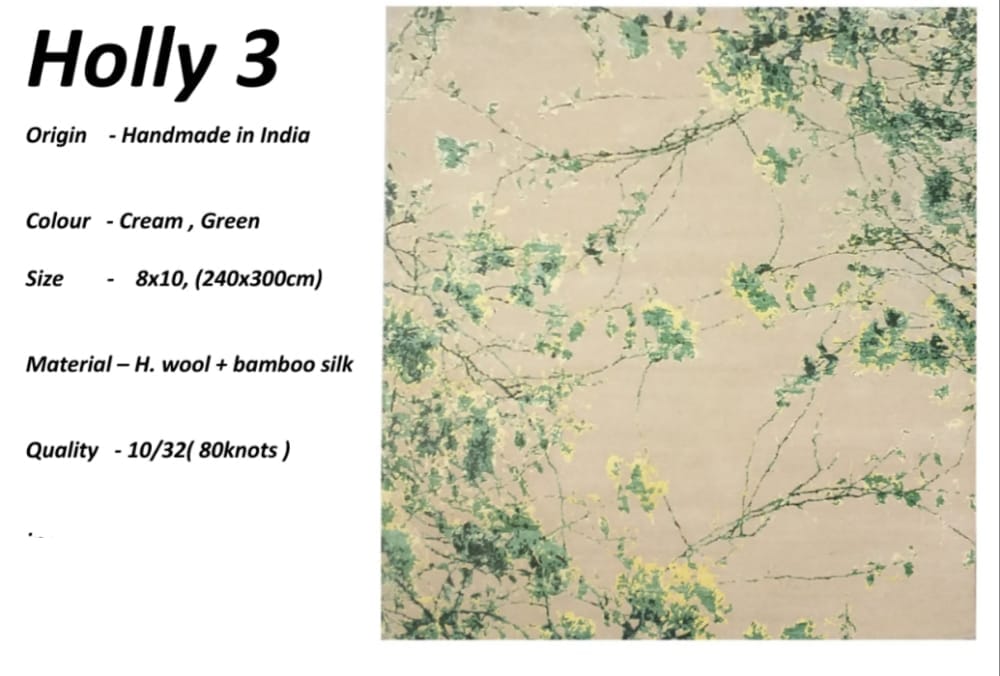 Holly 3
Origin - Handmade in India
Colour - Cream , Green
Size - 8x10, (240x300cm)
Material – H. wool + bamboo silk
Quality - 10/32( 80knots )